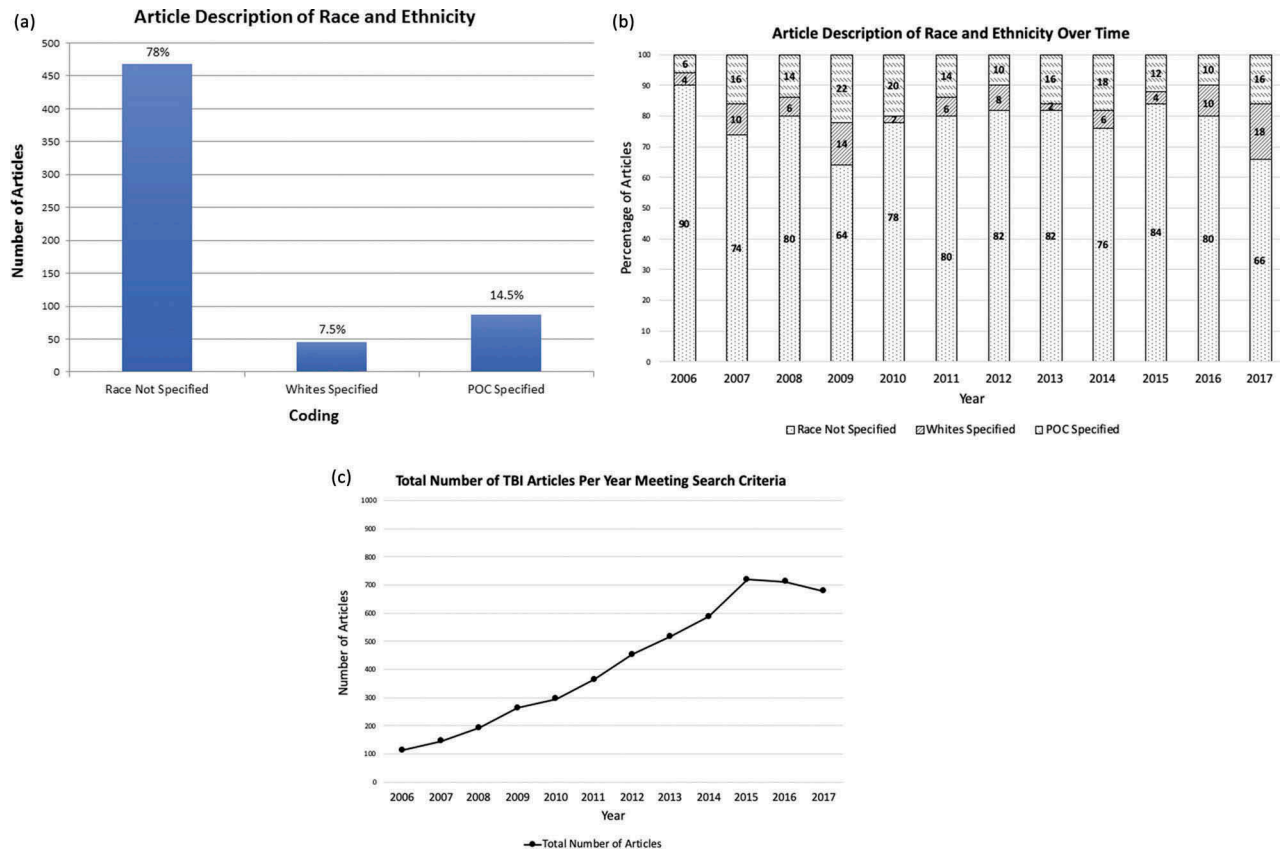 (a)
Article Description of Race and Ethnicity
Number of Articles
500
450
400
350
300
250
200
150
100
50
0
78%
7.5%
14.5%
Race Not Specified Whites Specified POC Specified
Coding
(b)
Article Description of Race and Ethnicity Over Time
Percentage of Articles
100
90
80
70
60
50
40
30
20
10
0
6 16 14 22 20 14 10 16 18 12 10 16
4 10 6 14 2 6 8 2 6 4 10 18
90 74 80 64 78 80 82 82 76 84 80 66
2006 2007 2008 2009 2010 2011 2012 2013 2014 2015 2016 2017
Year
Race Not Specified Whites Specified POC Specified
(c)
Total Number of TBI Articles Per Year Meeting Search Criteria
Number of Articles
1000
900
800
700
600
500
400
300
200
100
0
2006 2007 2008 2009 2010 2011 2012 2013 2014 2015 2016 2017
Year
Total Number of Articles